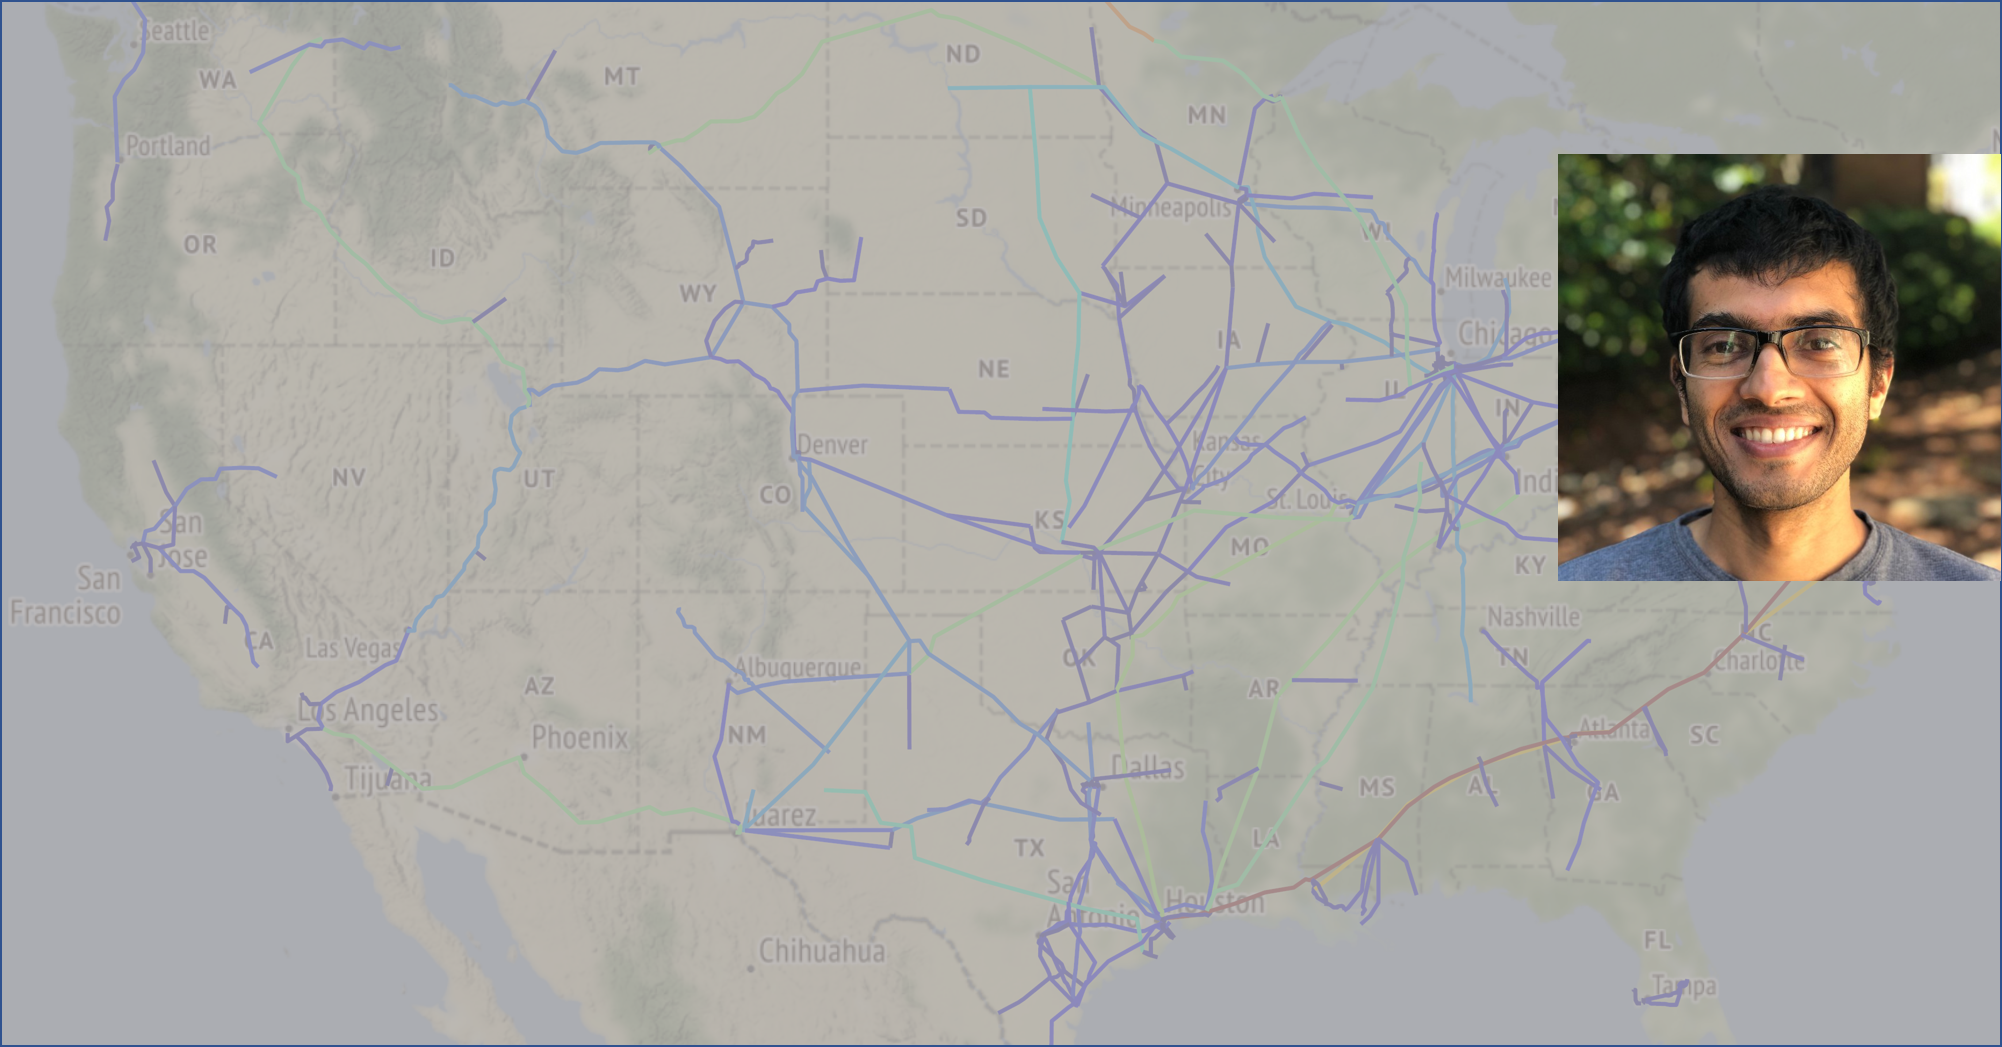 Seattle
ND
MT
WA
MN
Portland
Minneapolis
SD
WI
OR
ID
Milwaukee
WY
Chicago
IA
NE
IL
IN
Denver
Kansas
City
NV
UT
CO
Indi
St. Louis
San
Jose
KS
MO
KY
San
Francisco
Nashville
NC
CA
Las Vegas
TN
OK
Charlotte
Albuquerque
AZ
AR
Los Angeles
Phoenix
NM
Atlanta
SC
Tijuana
Dallas
MS
AL
GA
Juarez
TX
LA
San
Antonio
Houston
Chihuahua
FL
Tampa